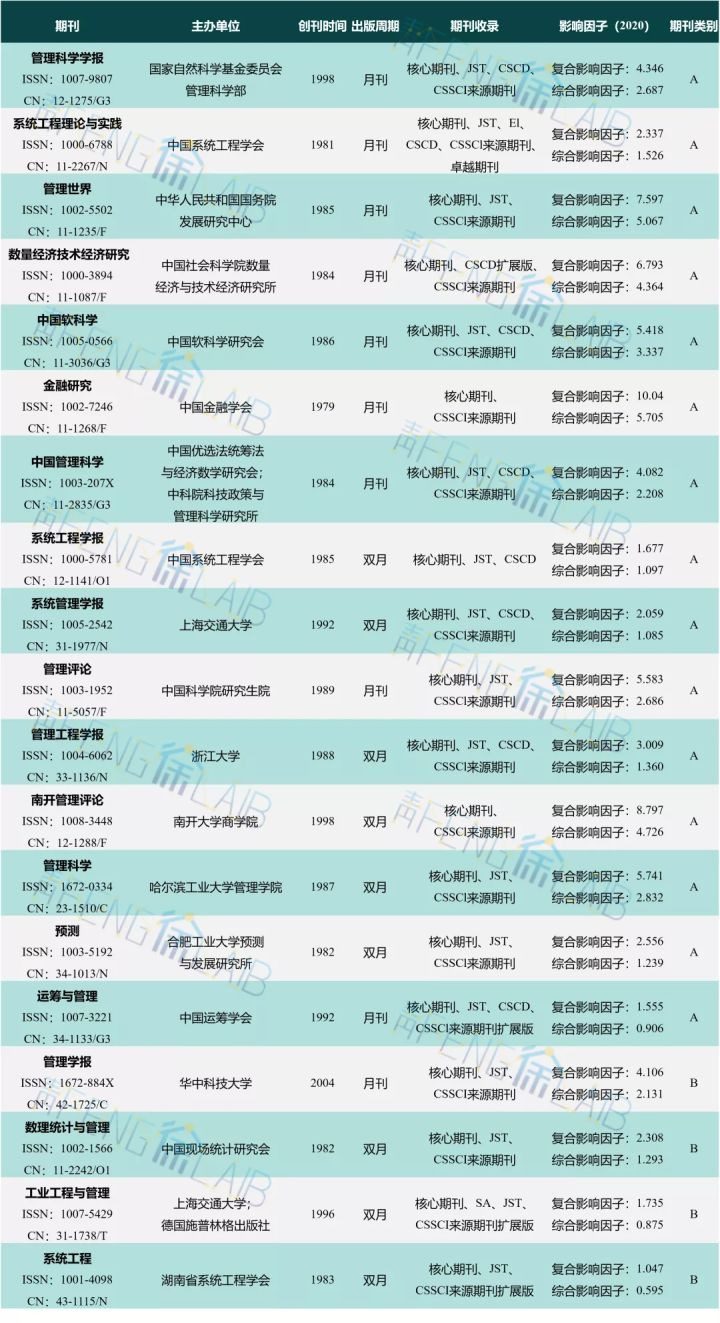 期刊 主办单位 创刊时间 出版周期 期刊收录 影响因子（2020） 期刊类别
管理科学学报
ISSN：1007-9807
CN：12-1275/G3
国家自然科学基金委员会
管理科学部
1998
月刊
核心期刊、JST、CSCD、
CSSCI来源期刊
复合影响因子：4.346
综合影响因子：2.687
A
系统工程理论与实践
ISSN：1000-6788
CN：11-2267/N
中国系统工程学会
1981
月刊
核心期刊、JST、EI、
CSCD、CSSCI来源期刊、
卓越期刊
复合影响因子：2.337
综合影响因子：1.526
A
管理世界
ISSN：1002-5502
CN：11-1235/F
中华人民共和国国务院
发展研究中心
1985
月刊
核心期刊、JST、
CSSCI来源期刊
复合影响因子：7.597
综合影响因子：5.067
A
数量经济技术经济研究
ISSN：1000-3894
CN：11-1087/F
中国社会科学院数量
经济与技术经济研究所
1984
月刊
核心期刊、CSCD扩展版、
CSSCI来源期刊
复合影响因子：6.793
综合影响因子：4.364
A
中国软科学
ISSN：1005-0566
CN：11-3036/G3
中国软科学研究会
1986
月刊
核心期刊、JST、CSCD、
CSSCI来源期刊
复合影响因子：5.418
综合影响因子：3.337
A
金融研究
ISSN：1002-7246
CN：11-1268/F
中国金融学会
1979
月刊
核心期刊、
CSSCI来源期刊
复合影响因子：10.04
综合影响因子：5.705
A
中国管理科学
ISSN：1003-207X
CN：11-2835/G3
中国优选法统筹法
与经济数学研究会；
中科院科技政策与
管理科学研究所
1984
月刊
核心期刊、JST、CSCD、
CSSCI来源期刊
复合影响因子：4.082
综合影响因子：2.208
A
系统工程学报
ISSN：1000-5781
CN：12-1141/O1
中国系统工程学会
1985
双月
核心期刊、JST、CSCD
复合影响因子：1.677
综合影响因子：1.097
A
系统管理学报
ISSN：1005-2542
CN：31-1977/N
上海交通大学
1992
双月
核心期刊、JST、CSCD、
CSSCI来源期刊
复合影响因子：2.059
综合影响因子：1.085
A
管理评论
ISSN：1003-1952
CN：11-5057/F
中国科学院研究生院
1989
月刊
核心期刊、JST、
CSSCI来源期刊
复合影响因子：5.583
综合影响因子：2.686
A
管理工程学报
ISSN：1004-6062
CN：33-1136/N
浙江大学
1988
双月
核心期刊、JST、CSCD、
CSSCI来源期刊
复合影响因子：3.009
综合影响因子：1.360
A
南开管理评论
ISSN：1008-3448
CN：12-1288/F
南开大学商学院
1998
双月
核心期刊、
CSSCI来源期刊
复合影响因子：8.797
综合影响因子：4.726
A
管理科学
ISSN：1672-0334
CN：23-1510/C
哈尔滨工业大学管理学院
1987
双月
核心期刊、JST、
CSSCI来源期刊
复合影响因子：5.741
综合影响因子：2.832
A
预测
ISSN：1003-5192
CN：34-1013/N
合肥工业大学预测
与发展研究所
1982
双月
核心期刊、JST、
CSSCI来源期刊
复合影响因子：2.556
综合影响因子：1.239
A
运筹与管理
ISSN：1007-3221
CN：34-1133/G3
中国运筹学会
1992
月刊
核心期刊、JST、CSCD、
CSSCI来源期刊扩展版
复合影响因子：1.555
综合影响因子：0.906
A
管理学报
ISSN：1672-884X
CN：42-1725/C
华中科技大学
2004
月刊
核心期刊、JST、
CSSCI来源期刊
复合影响因子：4.106
综合影响因子：2.131
B
数理统计与管理
ISSN：1002-1566
CN：11-2242/O1
中国现场统计研究会
1982
双月
核心期刊、JST、
CSSCI来源期刊
复合影响因子：2.308
综合影响因子：1.293
B
工业工程与管理
ISSN：1007-5429
CN：31-1738/T
上海交通大学；
德国施普林格出版社
1996
双月
核心期刊、SA、JST、
CSSCI来源期刊扩展版
复合影响因子：1.735
综合影响因子：0.875
B
系统工程
ISSN：1001-4098
CN：43-1115/N
湖南省系统工程学会
1983
双月
核心期刊、JST、
CSSCI来源期刊扩展版
复合影响因子：1.047
综合影响因子：0.595
B